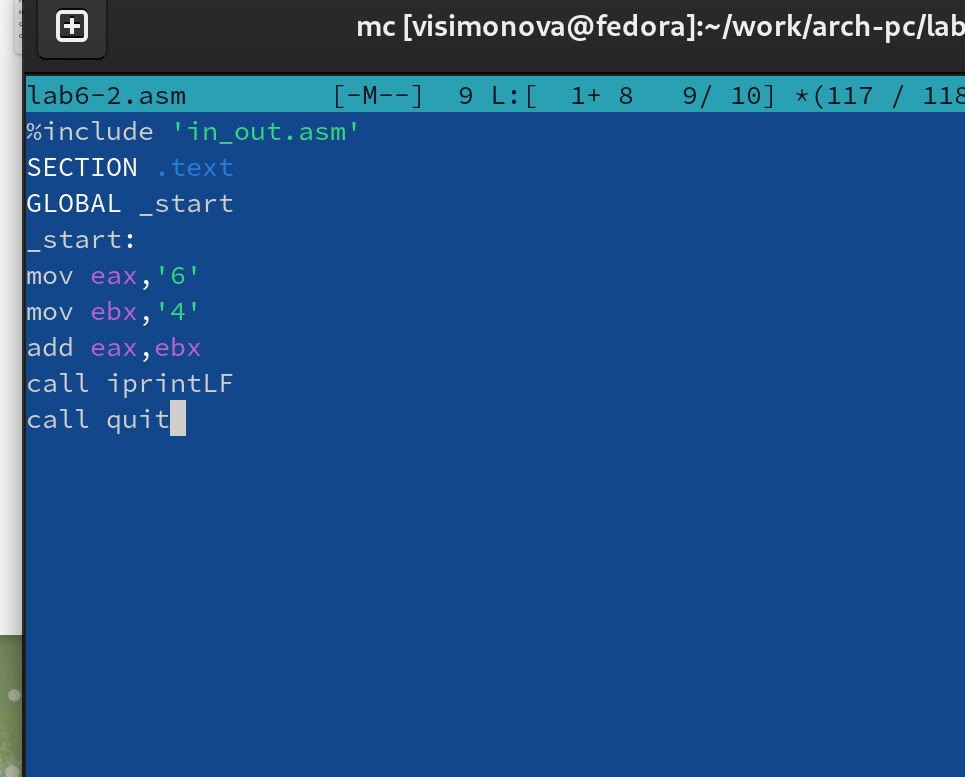 mc [visimonova@fedora]:~/work/arch-pc/lab
lab6-2.asm [-M--] 9 L:[ 1+ 8 9/ 10] *(117 / 118
%include 'in_out.asm'
SECTION .text
GLOBAL _start
_start:
mov eax,'6'
mov ebx,'4'
add eax,ebx
call iprintLF
call quit